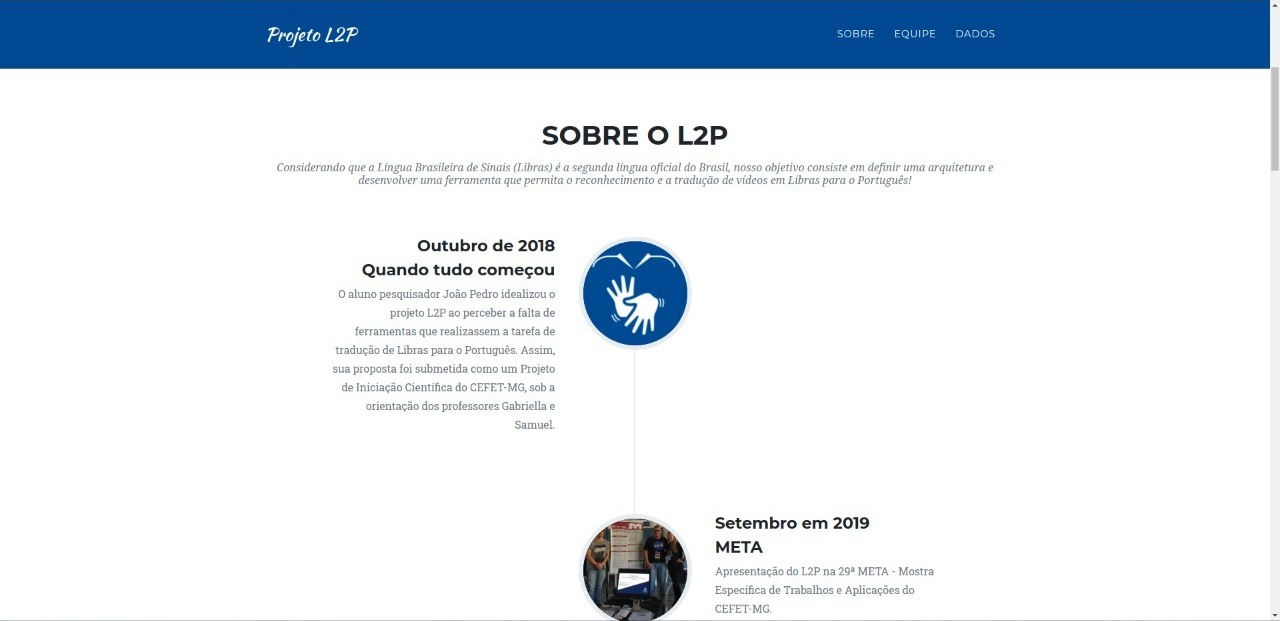 Projeto L2P
SOBRE EQUIPE DADOS
SOBRE O L2P
Considerando que a Língua Brasileira de Sinais (Libras) é a segunda língua oficial do Brasil, nosso objetivo consiste em definir uma arquitetura e
desenvolver uma ferramenta que permita o reconhecimento e a tradução de vídeos em Libras para o Português!
Outubro de 2018
Quando tudo começou
O aluno pesquisador João Pedro idealizou o
projeto L2P ao perceber a falta de
ferramentas que realizassem a tarefa de
tradução de Libras para o Português. Assim,
sua proposta foi submetida como um Projeto
de Iniciação Científica do CEFET-MG, sob a
orientação dos professores Gabriella e
Samuel.
Setembro em 2019
META
Apresentação do L2P na 29ª META - Mostra
Específica de Trabalhos e Aplicações do
CEFET-MG.